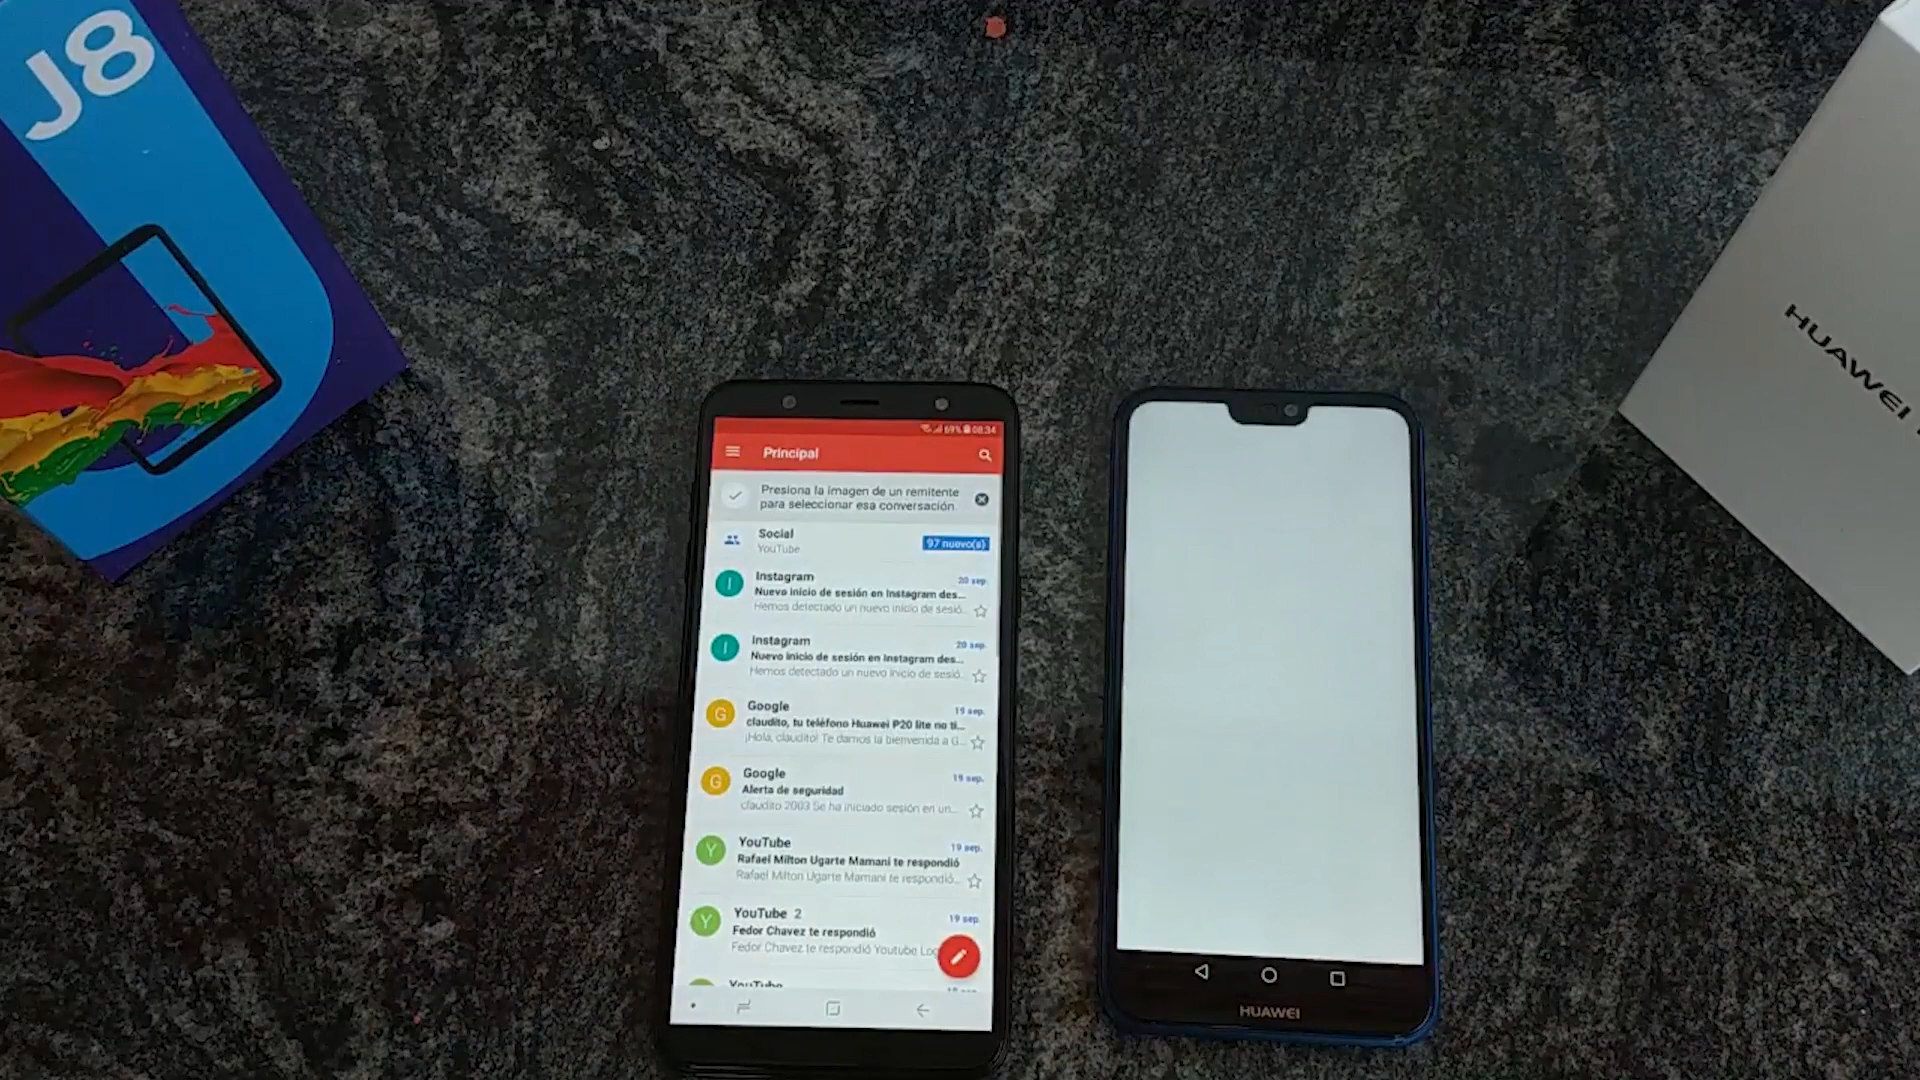 J8
HUAWEI
69% 08:34
Principal
Presiona la imagen de un remitente
para seleccionar esa conversación
Social
97 nuevo(s)
YouTube
I
Instagram
20 sep.
Nuevo inicio de sesión en Instagram des...
Hemos detectado un nuevo inicio de sesió...
I
Instagram
20 sep.
Nuevo inicio de sesión en Instagram des...
Hemos detectado un nuevo inicio de sesió...
G
Google
19 sep.
claudito, tu teléfono Huawei P20 lite no ti...
¡Hola, claudito! Te damos la bienvenida a G...
G
Google
19 sep.
Alerta de seguridad
claudito 2003 Se ha iniciado sesión en un...
Y
YouTube
19 sep.
Rafael Milton Ugarte Mamani te respondió
Rafael Milton Ugarte Mamani te respondió...
Y
YouTube 2
19 sep.
Fedor Chavez te respondió
Fedor Chavez te respondió Youtube Log
YouTube
HUAWEI